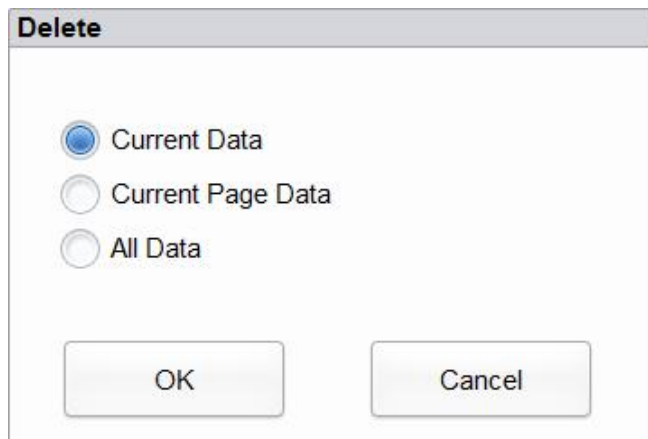 Delete
Current Data
Current Page Data
All Data
OK
Cancel